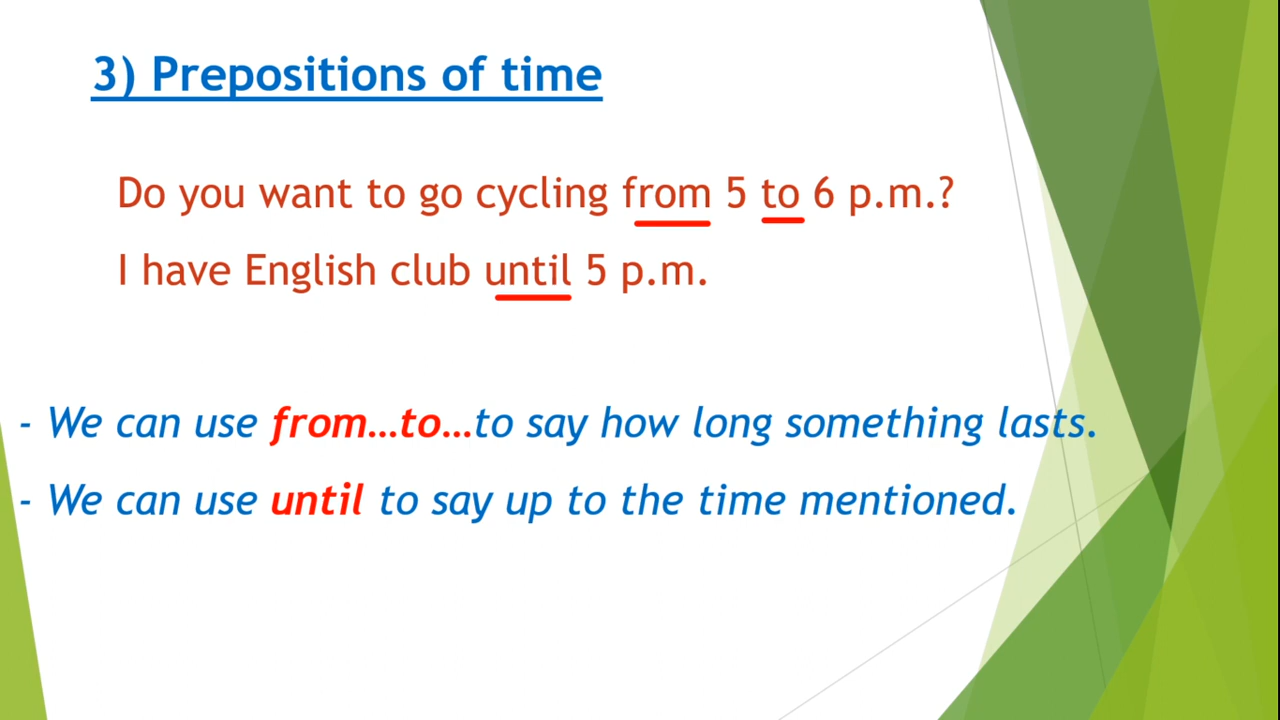 3) Prepositions of time
Do you want to go cycling from 5 to 6 p.m.?
I have English club until 5 p.m.
- We can use from...to...to say how long something lasts.
- We can use until to say up to the time mentioned.